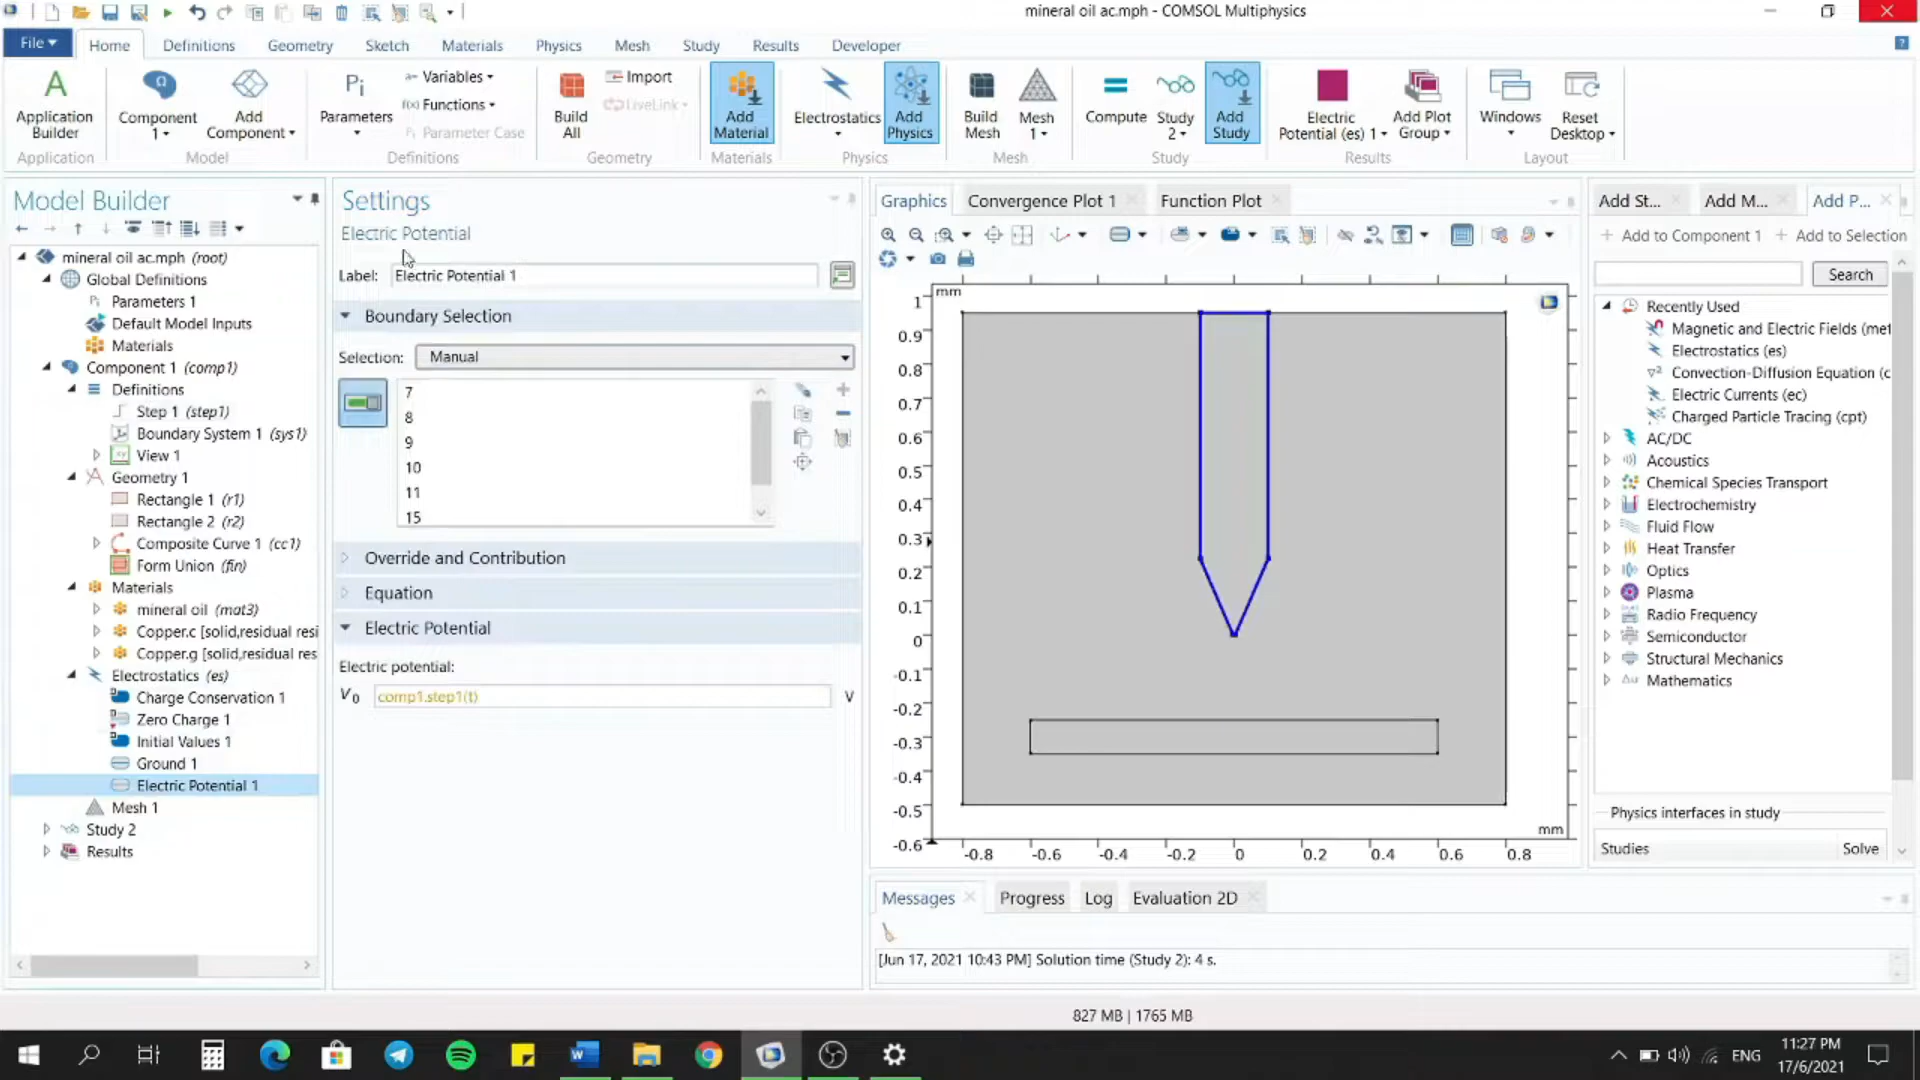 mineral oil ac.mph - COMSOL Multiphysics
File Home Definitions Geometry Sketch Materials Physics Mesh Study Results Developer
Application Builder
Component 1
Add Component
Pi
Parameters
a= Variables
f(x) Functions
Pi Parameter Case
Build All
Import
LiveLink
Add Material
Electrostatics
Add Physics
Build Mesh
Mesh 1
Compute
Study 2
Add Study
Electric Potential (es) 1
Add Plot Group
Windows
Reset Desktop
Application Model Definitions Geometry Materials Physics Mesh Study Results Layout
Model Builder
mineral oil ac.mph (root)
Global Definitions
Pi Parameters 1
Default Model Inputs
Materials
Component 1 (comp1)
Definitions
Step 1 (step1)
Boundary System 1 (sys1)
View 1
Geometry 1
Rectangle 1 (r1)
Rectangle 2 (r2)
Composite Curve 1 (cc1)
Form Union (fin)
Materials
mineral oil (mat3)
Copper.c [solid,residual resi
Copper.g [solid,residual res
Electrostatics (es)
Charge Conservation 1
Zero Charge 1
Initial Values 1
Ground 1
Electric Potential 1
Mesh 1
Study 2
Results
Settings
Electric Potential
Label: Electric Potential 1
Boundary Selection
Selection: Manual
7
8
9
10
11
15
Override and Contribution
Equation
Electric Potential
Electric potential:
V0 comp1.step1(t) V
Graphics Convergence Plot 1 Function Plot
mm
1
0.9
0.8
0.7
0.6
0.5
0.4
0.3
0.2
0.1
0
-0.1
-0.2
-0.3
-0.4
-0.5
-0.6
mm
-0.8 -0.6 -0.4 -0.2 0 0.2 0.4 0.6 0.8
Messages Progress Log Evaluation 2D
[Jun 17, 2021 10:43 PM] Solution time (Study 2): 4 s.
Add St... Add M... Add P...
+ Add to Component 1 + Add to Selection
Search
Recently Used
Magnetic and Electric Fields (mef
Electrostatics (es)
Convection-Diffusion Equation (c
Electric Currents (ec)
Charged Particle Tracing (cpt)
AC/DC
Acoustics
Chemical Species Transport
Electrochemistry
Fluid Flow
Heat Transfer
Optics
Plasma
Radio Frequency
Semiconductor
Structural Mechanics
Mathematics
Physics interfaces in study
Studies Solve
827 MB | 1765 MB
ENG
11:27 PM
17/6/2021